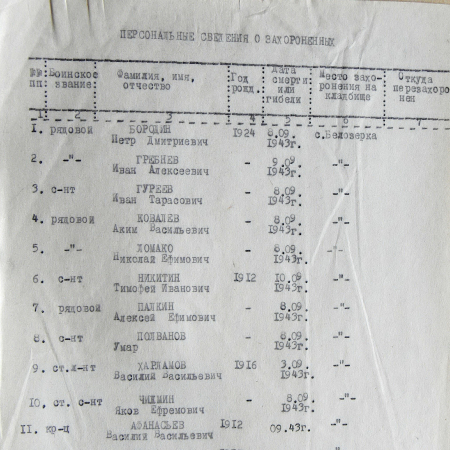 ПЕРСОНАЛЬНЫЕ СВЕДЕНИЯ О ЗАХОРОНЕННЫХ
№№ пп: Воинское звание: Фамилия, имя, отчество Год рожд. Дата смерти или гибели Место захоронения на кладбище Откуда перезахоронен
1 2 3 4 5 6 7
1. рядовой БОРОДИН 1924 8.09. с.Беловерка
Петр Дмитриевич 1943г.
2. -"- ГРЕБНЕВ - 9.09. -"-
Иван Алексеевич 1943г.
3. с-нт ГУРЕЕВ - 8.09. -"-
Иван Тарасович 1943г.
4. рядовой КОВАЛЕВ - 8.09. -"-
Аким Васильевич 1943г.
5. -"- ЛОМАКО - 8.09. -"-
Николай Ефимович 1943г.
6. с-нт НИКИТИН 1912 10.09 -"-
Тимофей Иванович 1943г.
7. рядовой ПАЛКИН - 8.09. -"-
Алексей Ефимович 1943г.
8. с-нт ПОЛВАНОВ - 8.09. -"-
Умар 1943г.
9. ст.л-нт ХАРЛАМОВ 1916 3.09. -"-
Василий Васильевич 1943г.
10. ст. с-нт ЧИЖМИН - 8.09. -"-
Яков Ефремович 1943г.
11. кр-ц АФАНАСЬЕВ 1912 09.43г. -"-
Василий Васильевич